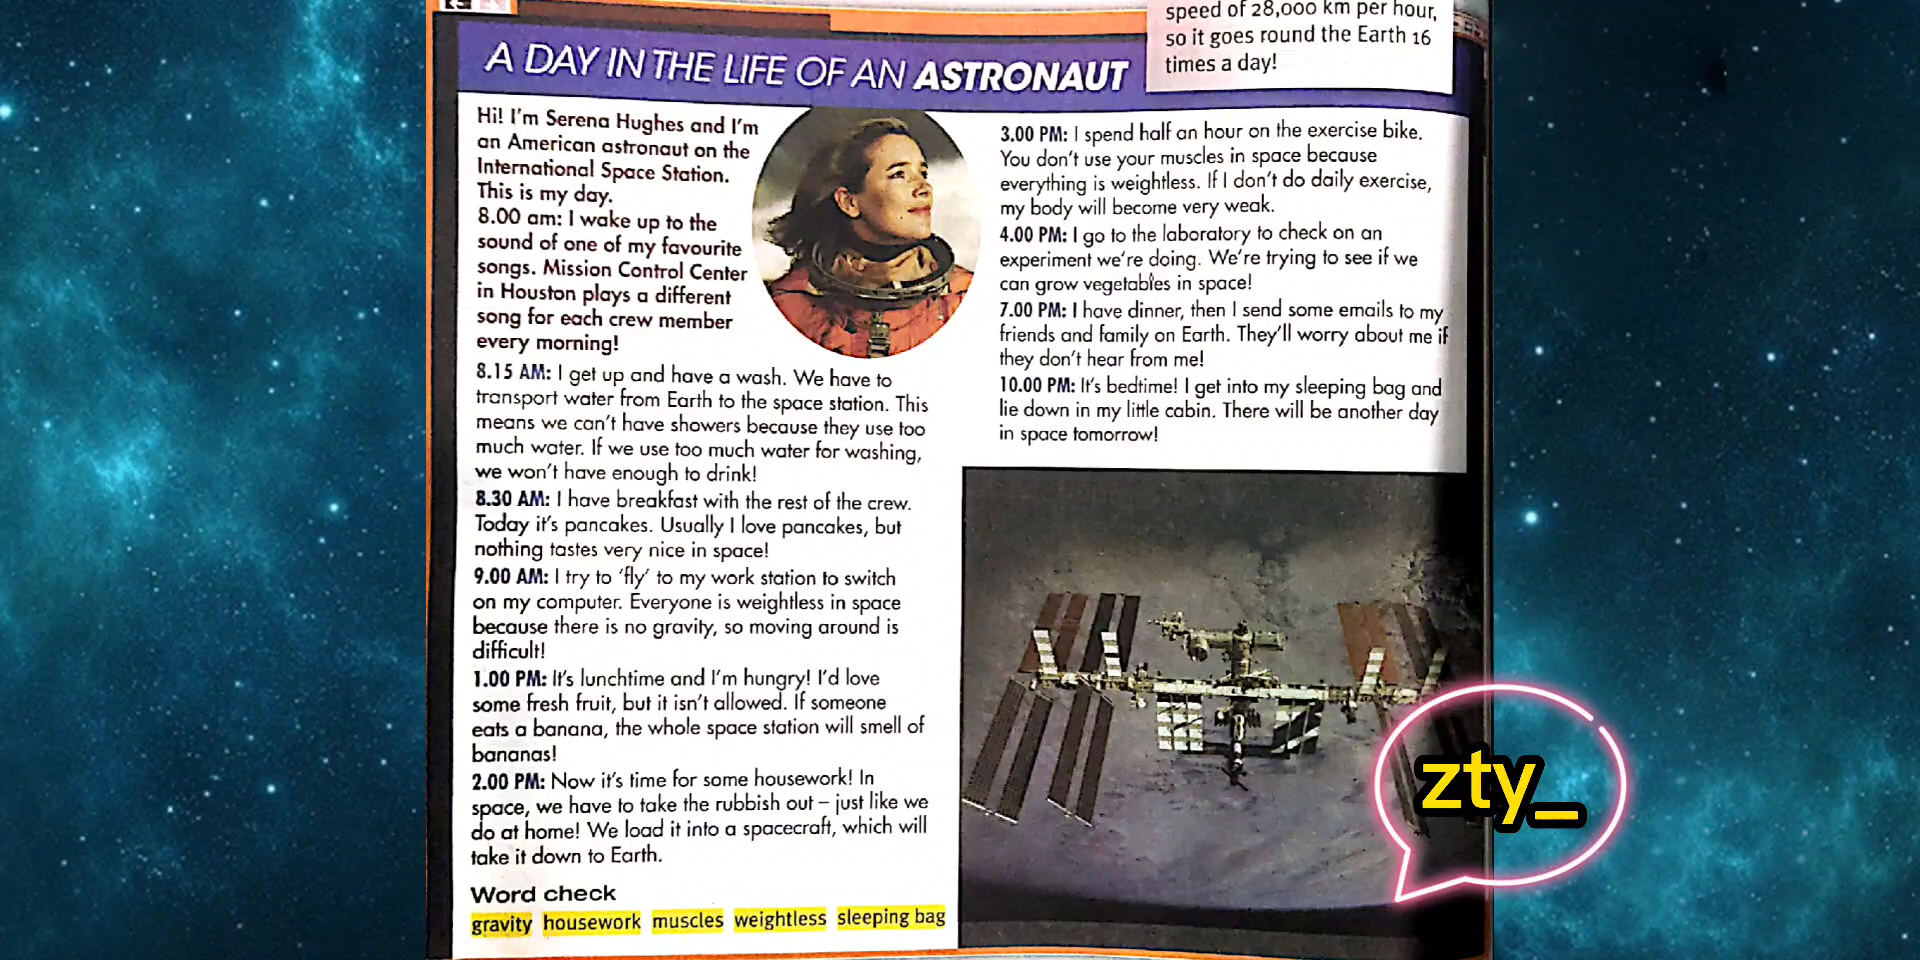 speed of 28,000 km per hour,
so it goes round the Earth 16
times a day!
A DAY IN THE LIFE OF AN ASTRONAUT
Hi! I'm Serena Hughes and I'm
an American astronaut on the
International Space Station.
This is my day.
8.00 am: I wake up to the
sound of one of my favourite
songs. Mission Control Center
in Houston plays a different
song for each crew member
every morning!
8.15 AM: I get up and have a wash. We have to
transport water from Earth to the space station. This
means we can't have showers because they use too
much water. If we use too much water for washing,
we won't have enough to drink!
8.30 AM: I have breakfast with the rest of the crew.
Today it's pancakes. Usually I love pancakes, but
nothing tastes very nice in space!
9.00 AM: I try to 'fly' to my work station to switch
on my computer. Everyone is weightless in space
because there is no gravity, so moving around is
difficult!
1.00 PM: It's lunchtime and I'm hungry! I'd love
some fresh fruit, but it isn't allowed. If someone
eats a banana, the whole space station will smell of
bananas!
2.00 PM: Now it's time for some housework! In
space, we have to take the rubbish out – just like we
do at home! We load it into a spacecraft, which will
take it down to Earth.
Word check
gravity housework muscles weightless sleeping bag
3.00 PM: I spend half an hour on the exercise bike.
You don't use your muscles in space because
everything is weightless. If I don't do daily exercise,
my body will become very weak.
4.00 PM: I go to the laboratory to check on an
experiment we're doing. We're trying to see if we
can grow vegetables in space!
7.00 PM: I have dinner, then I send some emails to my
friends and family on Earth. They'll worry about me if
they don't hear from me!
10.00 PM: It's bedtime! I get into my sleeping bag and
lie down in my little cabin. There will be another day
in space tomorrow!
zty_